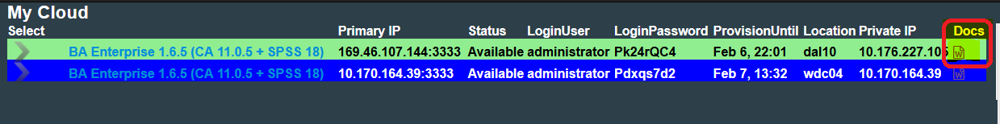 My Cloud
Select Primary IP Status LoginUser LoginPassword ProvisionUntil Location Private IP Docs
BA Enterprise 1.6.5 (CA 11.0.5 + SPSS 18) 169.46.107.144:3333 Available administrator Pk24rQC4 Feb 6, 22:01 dal10 10.176.227.105
BA Enterprise 1.6.5 (CA 11.0.5 + SPSS 18) 10.170.164.39:3333 Available administrator Pdxqs7d2 Feb 7, 13:32 wdc04 10.170.164.39